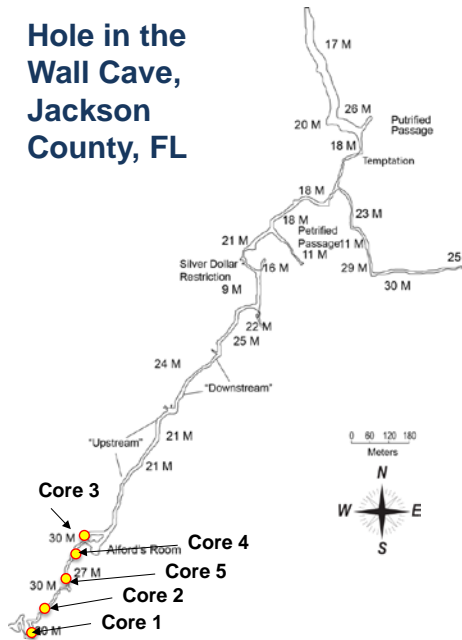 Hole in the
Wall Cave,
Jackson
County, FL
17 M
26 M
Putrified
Passage
20 M
18 M
Temptation
18 M
18 M
23 M
Petrified
Passage
11 M
21 M
11 M
Silver Dollar
Restriction
16 M
29 M
25
30 M
9 M
22 M
25 M
24 M
"Downstream"
21 M
"Upstream"
21 M
0 60 120 180
Meters
N
W
E
S
Core 3
30 M
Alford's Room
Core 4
27 M
Core 5
30 M
Core 2
Core 1